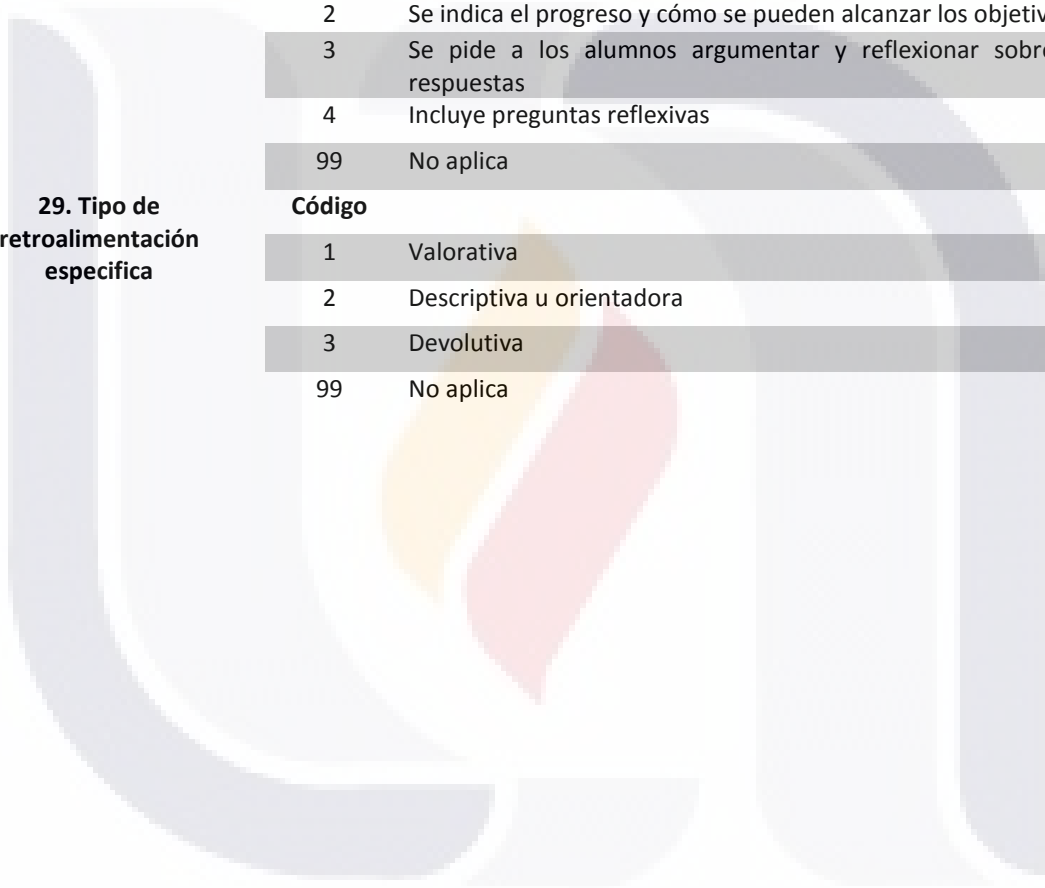 2 Se indica el progreso y cómo se pueden alcanzar los
3 Se pide a los alumnos argumentar y reflexionar
respuestas
4 Incluye preguntas reflexivas
99 No aplica
29. Tipo de retroalimentación especifica
Código
1 Valorativa
2 Descriptiva u orientadora
3 Devolutiva
99 No aplica